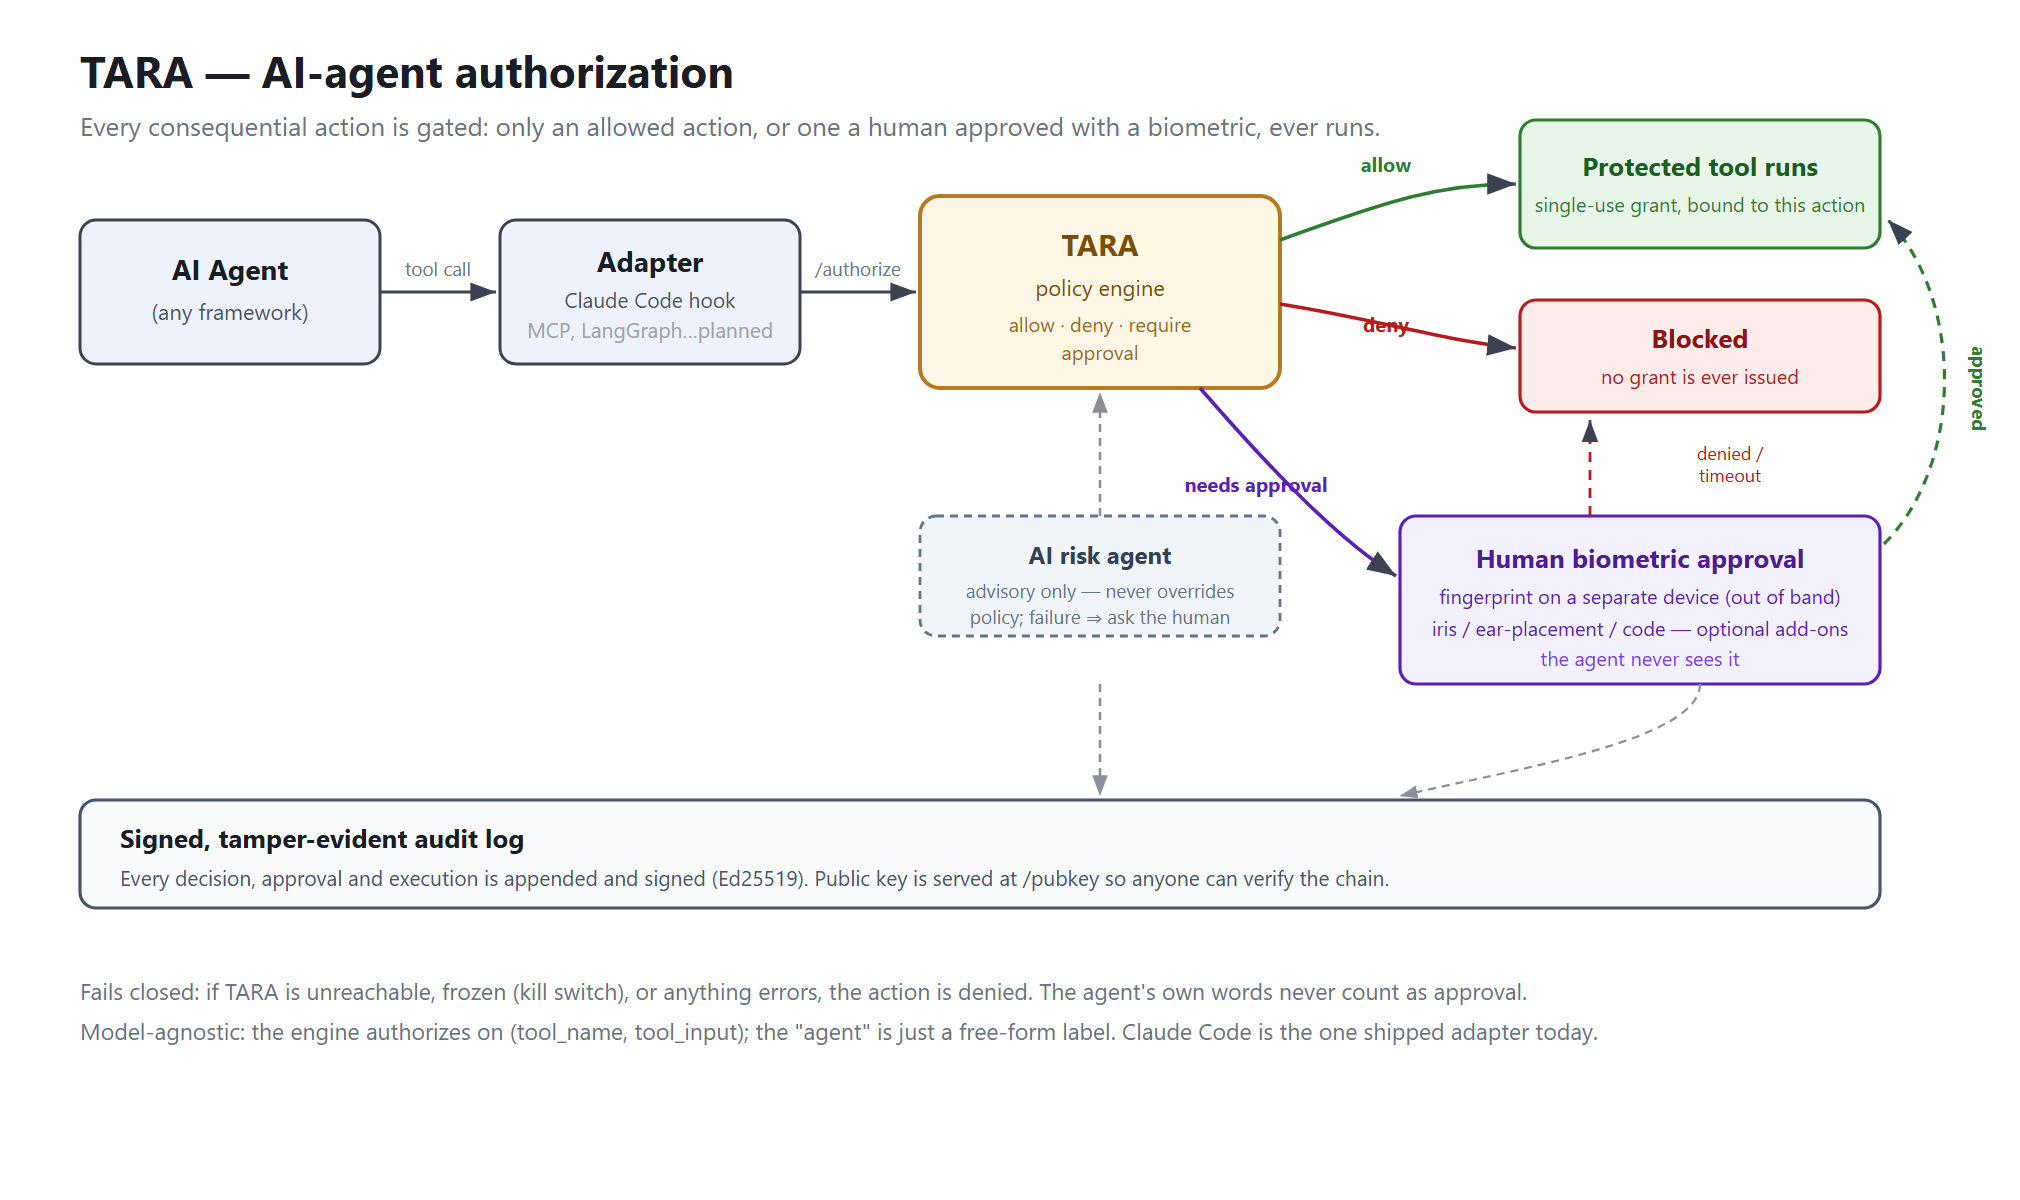 TARA — AI-agent authorization
Every consequential action is gated: only an allowed action, or one a human approved with a biometric, ever runs.
AI Agent
(any framework)
tool call
Adapter
Claude Code hook
MCP, LangGraph...planned
/authorize
TARA
policy engine
allow · deny · require
approval
allow
Protected tool runs
single-use grant, bound to this action
deny
Blocked
no grant is ever issued
approved
denied /
timeout
needs approval
AI risk agent
advisory only — never overrides
policy; failure ⇒ ask the human
Human biometric approval
fingerprint on a separate device (out of band)
iris / ear-placement / code — optional add-ons
the agent never sees it
Signed, tamper-evident audit log
Every decision, approval and execution is appended and signed (Ed25519). Public key is served at /pubkey so anyone can verify the chain.
Fails closed: if TARA is unreachable, frozen (kill switch), or anything errors, the action is denied. The agent's own words never count as approval.
Model-agnostic: the engine authorizes on (tool_name, tool_input); the "agent" is just a free-form label. Claude Code is the one shipped adapter today.